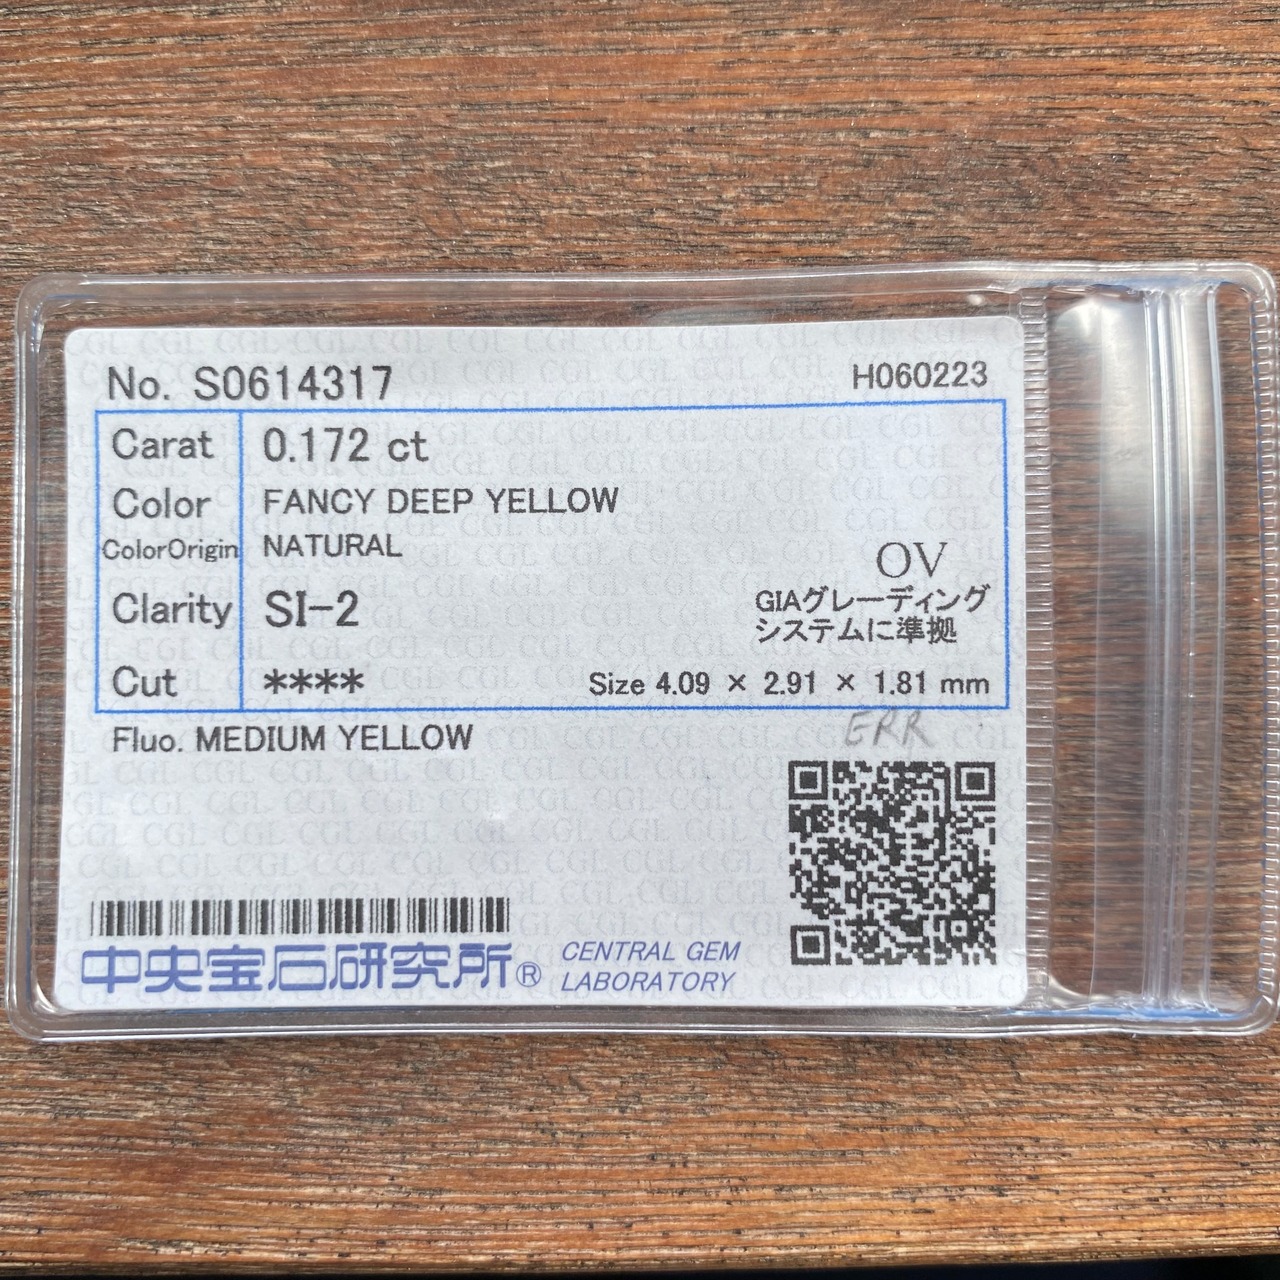 No. S0614317
H060223
Carat 0.172 ct
Color FANCY DEEP YELLOW
ColorOrigin NATURAL
OV
Clarity SI-2
GIAグレーディング
システムに準拠
Cut ****
Size 4.09 × 2.91 × 1.81 mm
Fluo. MEDIUM YELLOW
ERR
中央宝石研究所®
CENTRAL GEM
LABORATORY